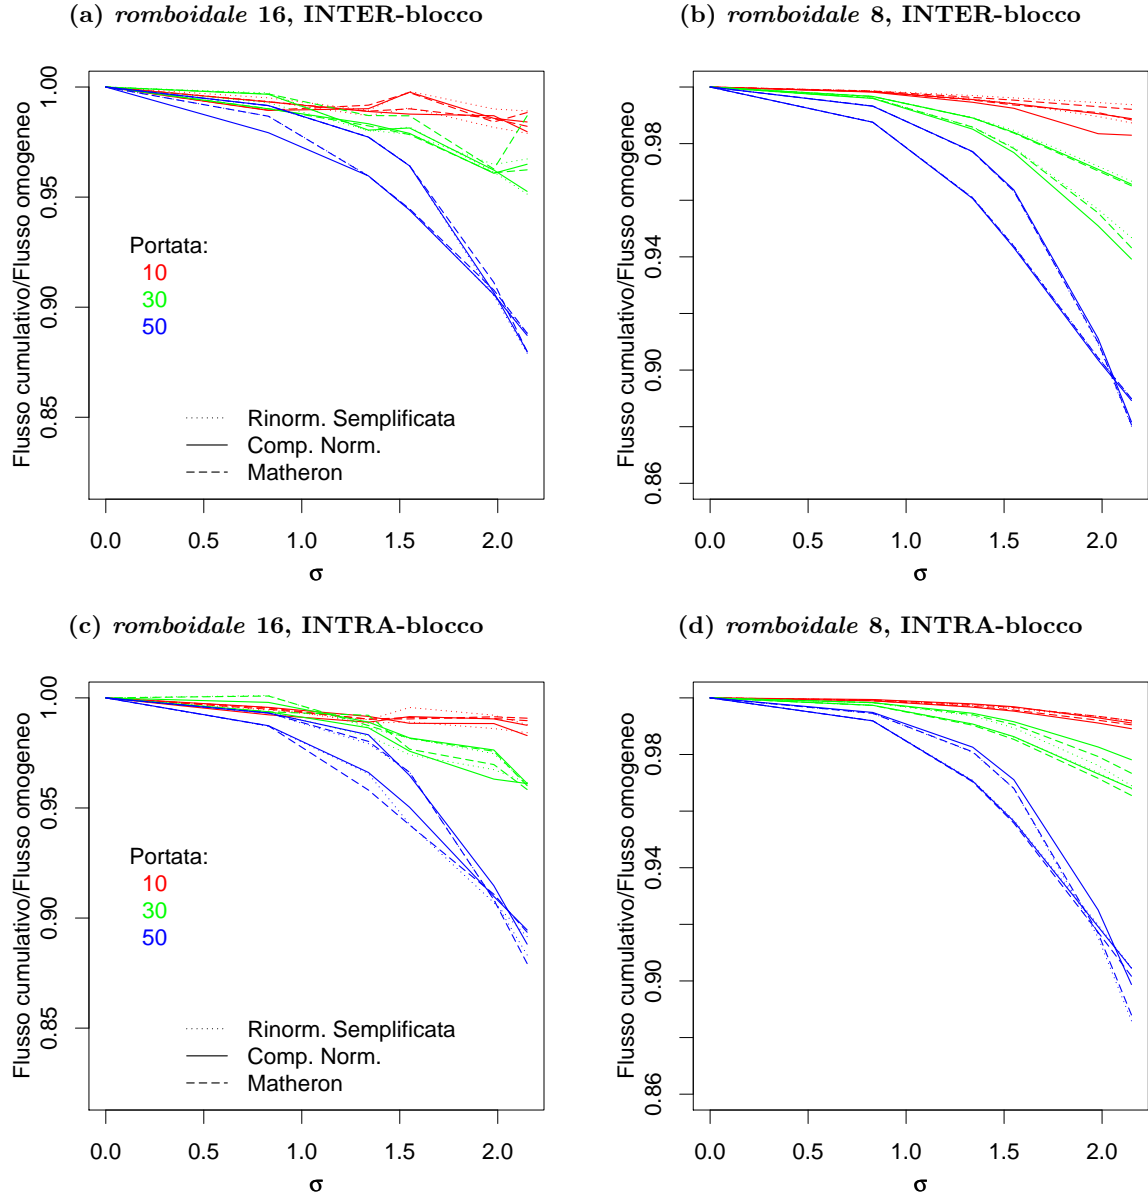 (a) romboidale 16, INTER-blocco
Flusso cumulativo/Flusso omogeneo
1.00
0.95
0.90
0.85
Portata:
10
30
50
Rinorm. Semplificata
Comp. Norm.
Matheron
0.0 0.5 1.0 1.5 2.0
σ
(b) romboidale 8, INTER-blocco
Flusso cumulativo/Flusso omogeneo
0.98
0.94
0.90
0.86
0.0 0.5 1.0 1.5 2.0
σ
(c) romboidale 16, INTRA-blocco
Flusso cumulativo/Flusso omogeneo
1.00
0.95
0.90
0.85
Portata:
10
30
50
Rinorm. Semplificata
Comp. Norm.
Matheron
0.0 0.5 1.0 1.5 2.0
σ
(d) romboidale 8, INTRA-blocco
Flusso cumulativo/Flusso omogeneo
0.98
0.94
0.90
0.86
0.0 0.5 1.0 1.5 2.0
σ